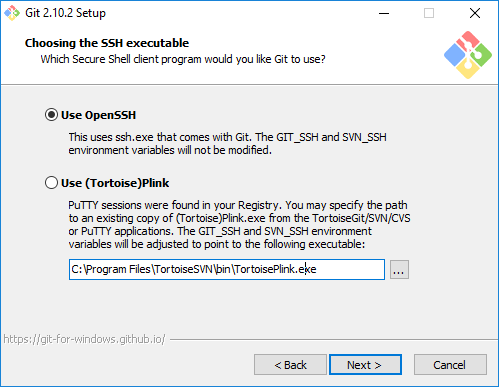 Git 2.10.2 Setup
Choosing the SSH executable
Which Secure Shell client program would you like Git to use?
Use OpenSSH
This uses ssh.exe that comes with Git. The GIT_SSH and SVN_SSH
environment variables will not be modified.
Use (Tortoise)Plink
PuTTY sessions were found in your Registry. You may specify the path
to an existing copy of (Tortoise)Plink.exe from the TortoiseGit/SVN/CVS
or PuTTY applications. The GIT_SSH and SVN_SSH environment
variables will be adjusted to point to the following executable:
C:\Program Files\TortoiseSVN\bin\TortoisePlink.exe
...
https://git-for-windows.github.io/
< Back
Next >
Cancel